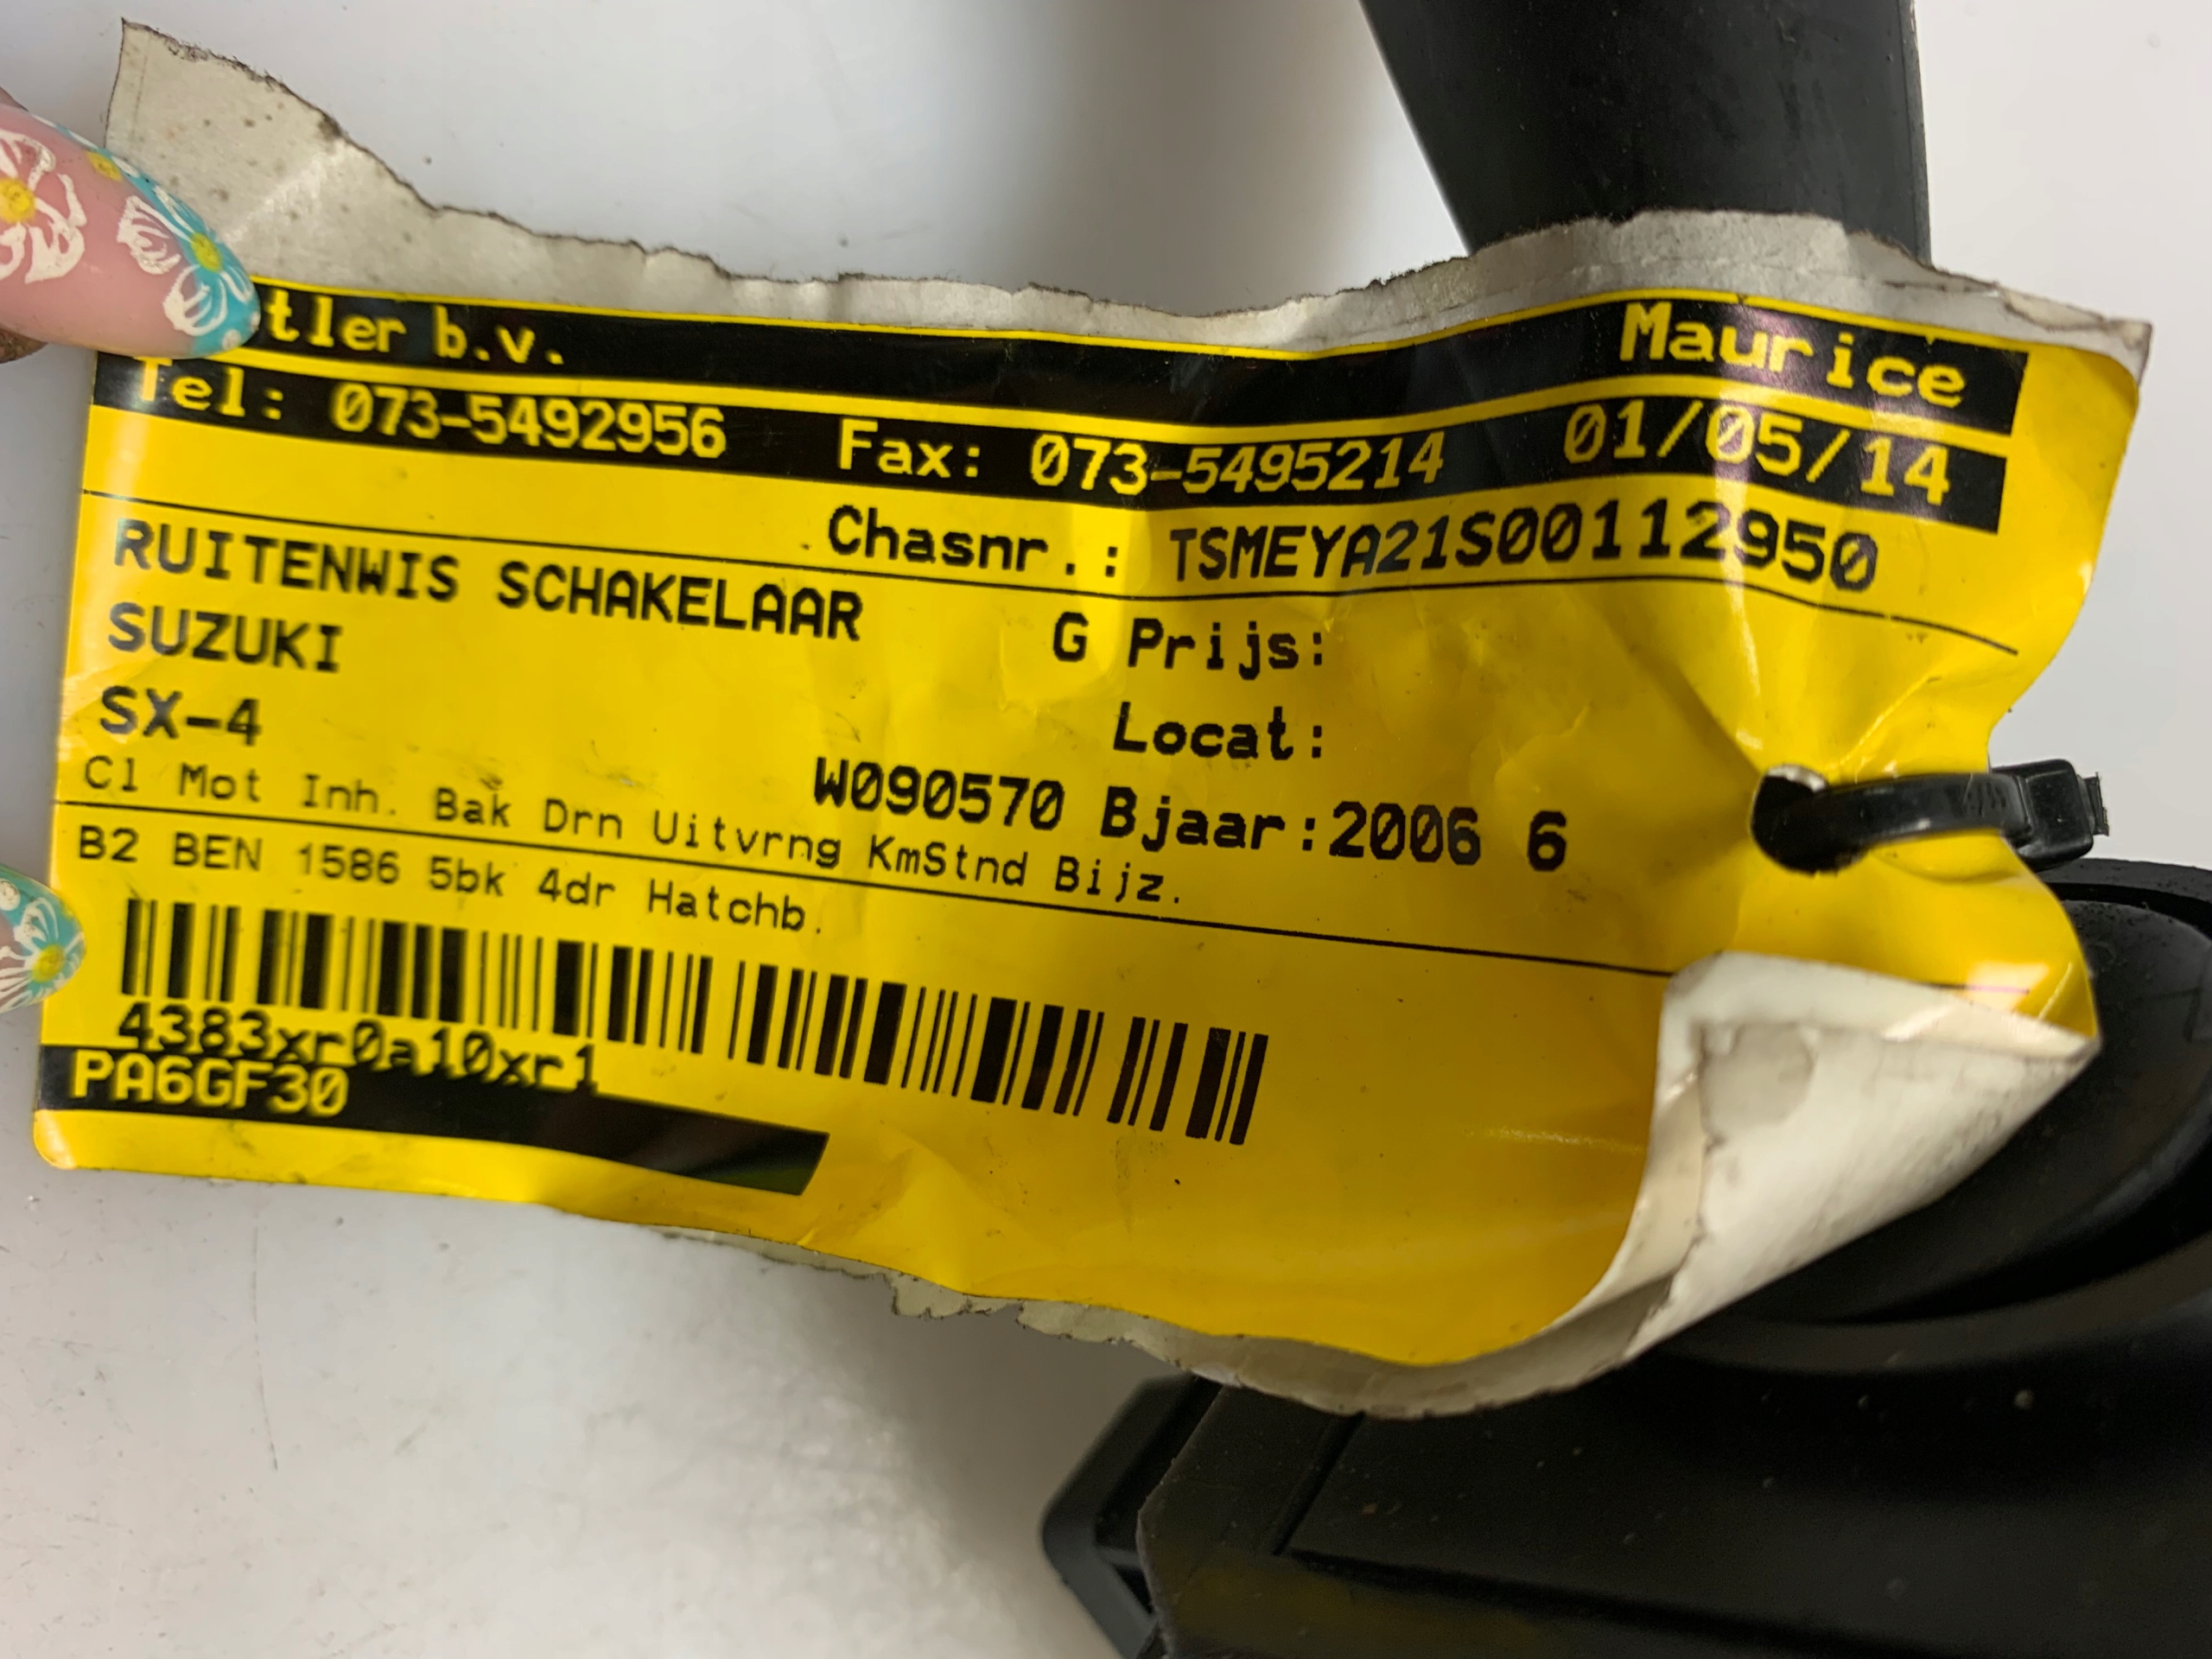 tler b.v. Maurice
Tel: 073-5492956 Fax: 073-5495214 01/05/14
Chasnr.: TSMEYA21S00112950
RUITENWIS SCHAKELAAR
G Prijs:
SUZUKI
Locat:
SX-4
W090570 Bjaar:2006 6
Cl Mot Inh. Bak Drn Uitvrng KmStnd Bijz.
B2 BEN 1586 5bk 4dr Hatchb.
4383xr0a10xr1
PA6GF30